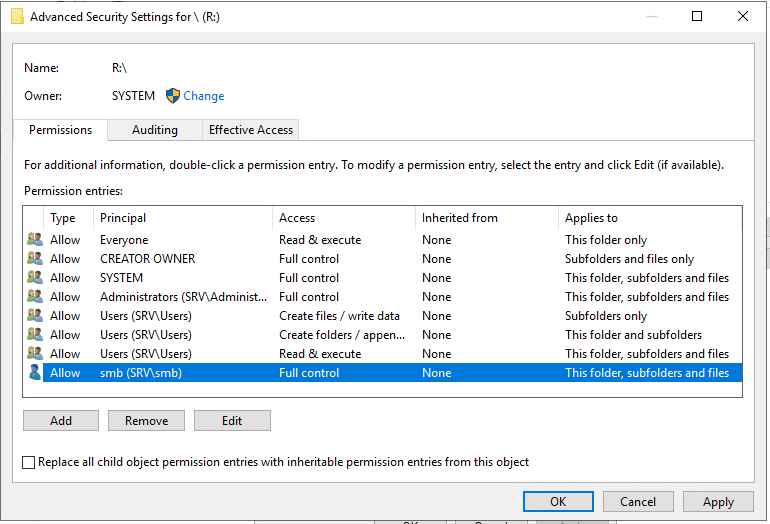 Advanced Security Settings for \ (R:)
Name: R:\
Owner: SYSTEM Change
Permissions Auditing Effective Access
For additional information, double-click a permission entry. To modify a permission entry, select the entry and click Edit (if available).
Permission entries:
Type Principal Access Inherited from Applies to
Allow Everyone Read & execute None This folder only
Allow CREATOR OWNER Full control None Subfolders and files only
Allow SYSTEM Full control None This folder, subfolders and files
Allow Administrators (SRV\Administ... Full control None This folder, subfolders and files
Allow Users (SRV\Users) Create files / write data None Subfolders only
Allow Users (SRV\Users) Create folders / appen... None This folder and subfolders
Allow Users (SRV\Users) Read & execute None This folder, subfolders and files
Allow smb (SRV\smb) Full control None This folder, subfolders and files
Add Remove Edit
Replace all child object permission entries with inheritable permission entries from this object
OK Cancel Apply